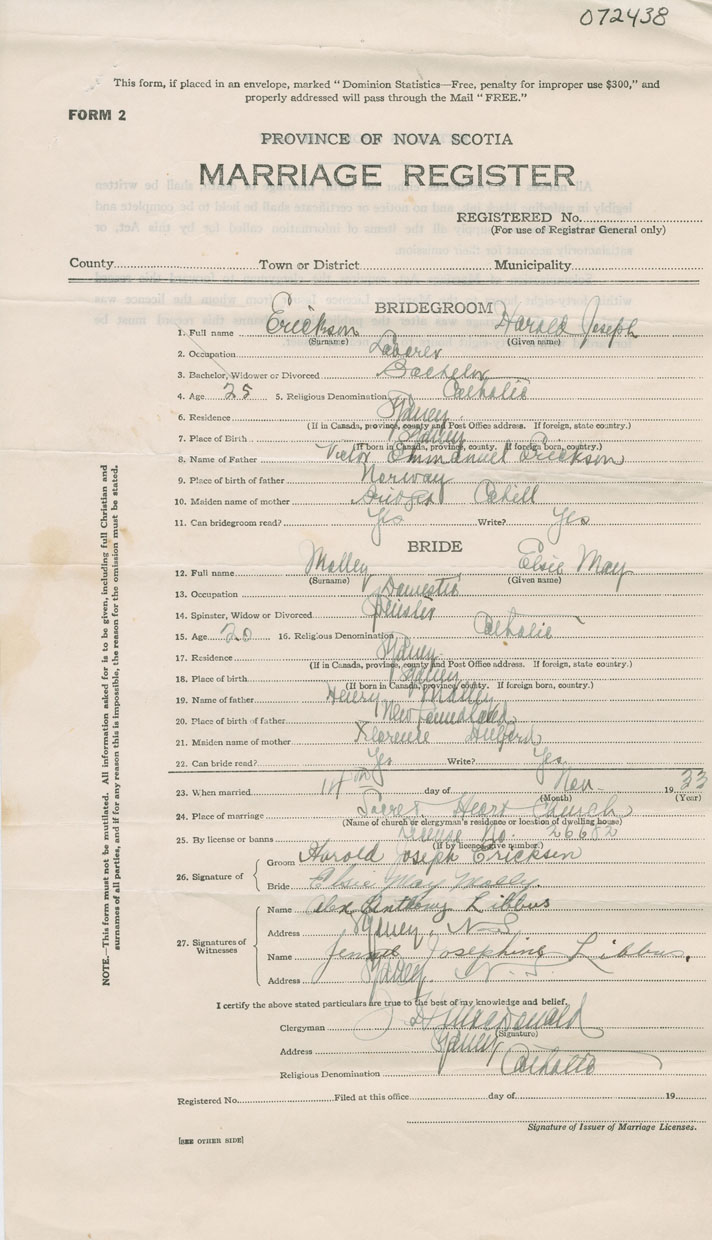 072438
This form, if placed in an envelope, marked "Dominion Statistics—Free, penalty for improper use $300," and
properly addressed will pass through the Mail "FREE."
FORM 2
PROVINCE OF NOVA SCOTIA
MARRIAGE REGISTER
REGISTERED No.
(For use of Registrar General only)
County Town or District Municipality
BRIDEGROOM
1. Full name Erickson Harold Joseph
(Surname) (Given name)
2. Occupation Laborer
3. Bachelor, Widower or Divorced Bachelor
4. Age 25 5. Religious Denomination Catholic
6. Residence Sydney
(If in Canada, province, county and Post Office address. If foreign, state country.)
7. Place of Birth Sydney
(If born in Canada, province, county. If foreign born, country.)
8. Name of Father Victor Emmanuel Erickson
9. Place of birth of father Norway
10. Maiden name of mother Bridget Cahill
11. Can bridegroom read? Yes Write? Yes
BRIDE
12. Full name Malley Elsie May
(Surname) (Given name)
13. Occupation Domestic
14. Spinster, Widow or Divorced Spinster
15. Age 20 16. Religious Denomination Catholic
17. Residence Sydney
(If in Canada, province, county and Post Office address. If foreign, state country.)
18. Place of birth Sydney
(If born in Canada, province, county. If foreign born, country.)
19. Name of father Henry Malley
20. Place of birth of father Newfoundland
21. Maiden name of mother Florence
22. Can bride read? Yes Write? Yes
23. When married 14th day of Nov 1933
(Month) (Year)
24. Place of marriage Sacred Heart Church
(Name of church or clergyman's residence or location of dwelling house)
25. By license or banns License No. 26682
(If by licence give number.)
26. Signature of
Groom Harold Joseph Erickson
Bride Elsie May Malley.
27. Signatures of Witnesses
Name Alex Anthony Libbus
Address Sydney, N.S.
Name Jennie Josephine Libbus,
Address Sydney N.S.
I certify the above stated particulars are true to the best of my knowledge and belief.
Clergyman MacDonald
(Signature)
Address Sydney
Religious Denomination Catholic
Registered No. Filed at this office day of 19
Signature of Issuer of Marriage Licenses.
[SEE OTHER SIDE]
NOTE.—This form must not be mutilated. All information asked for is to be given, including full Christian and
surnames of all parties, and if for any reason this is impossible, the reason for the omission must be stated.